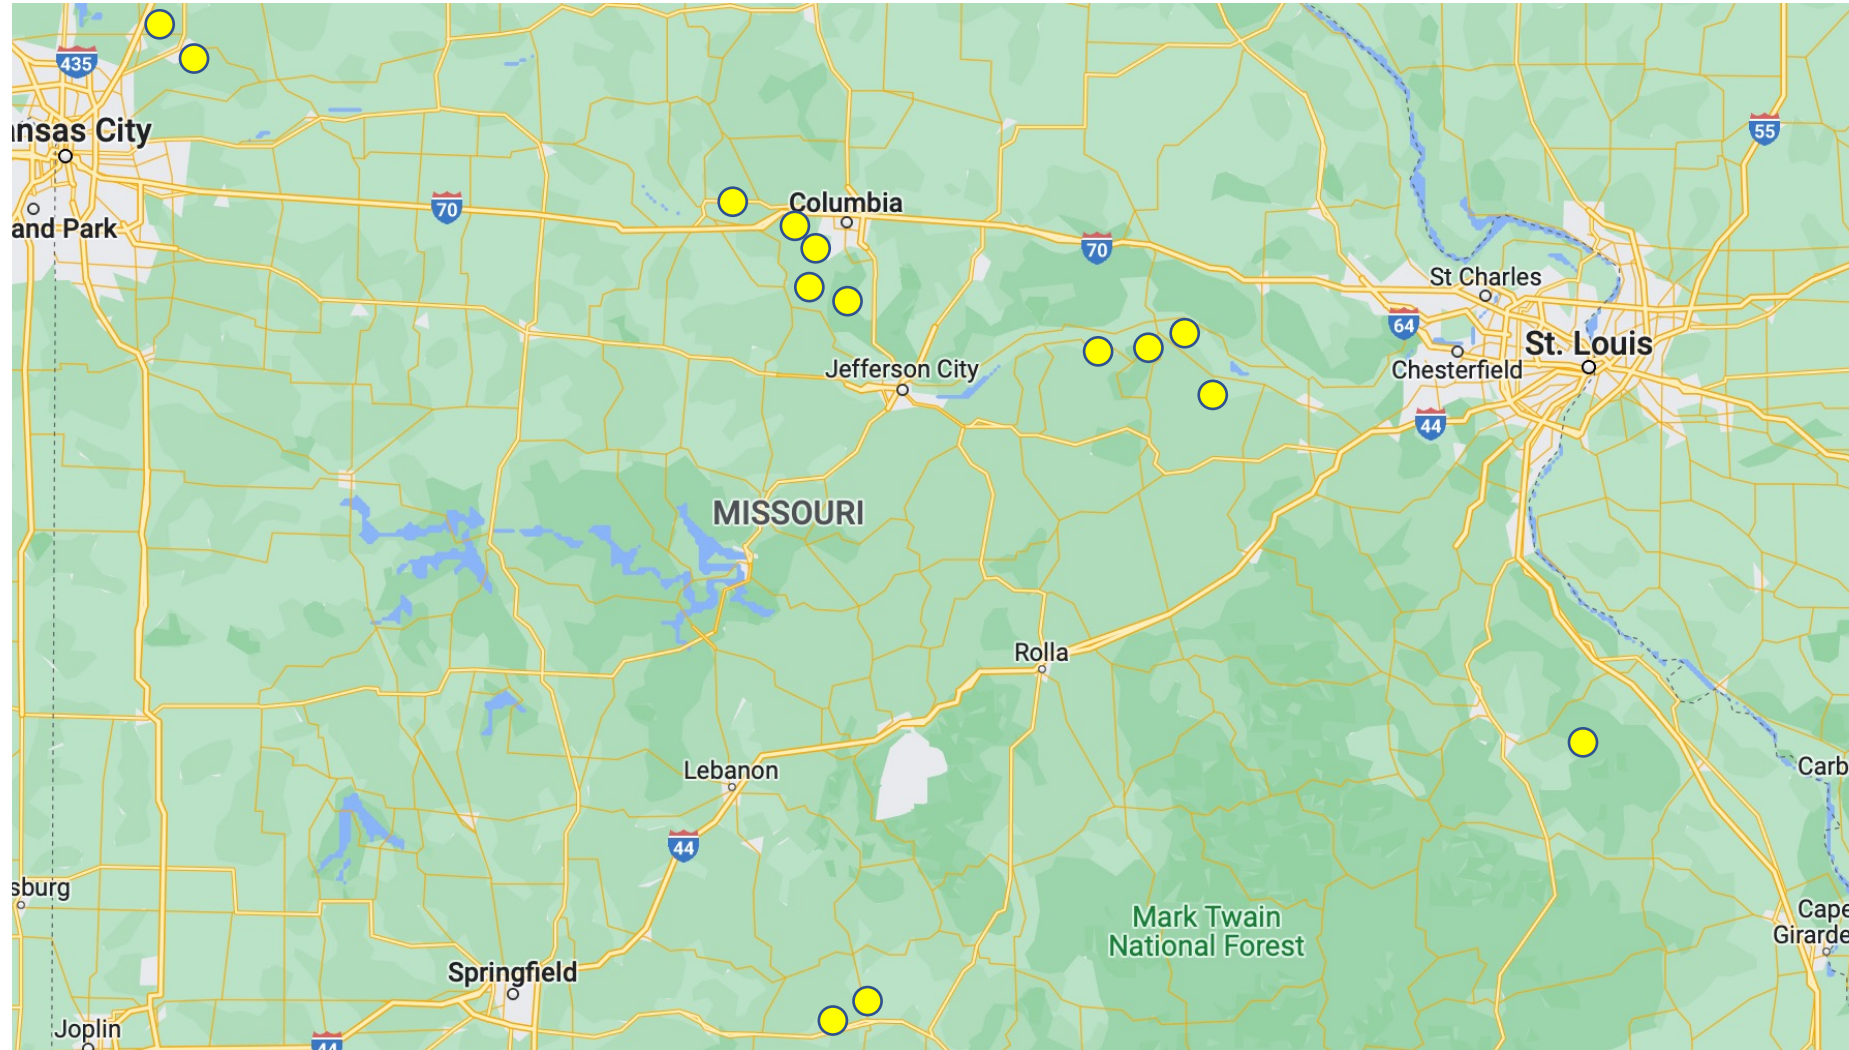 435
ansas City
55
70
Columbia
and Park
70
St Charles
64
St. Louis
Chesterfield
Jefferson City
44
MISSOURI
Rolla
Lebanon
Carb
44
sburg
Cape
Girarde
Mark Twain
National Forest
Springfield
Joplin
44